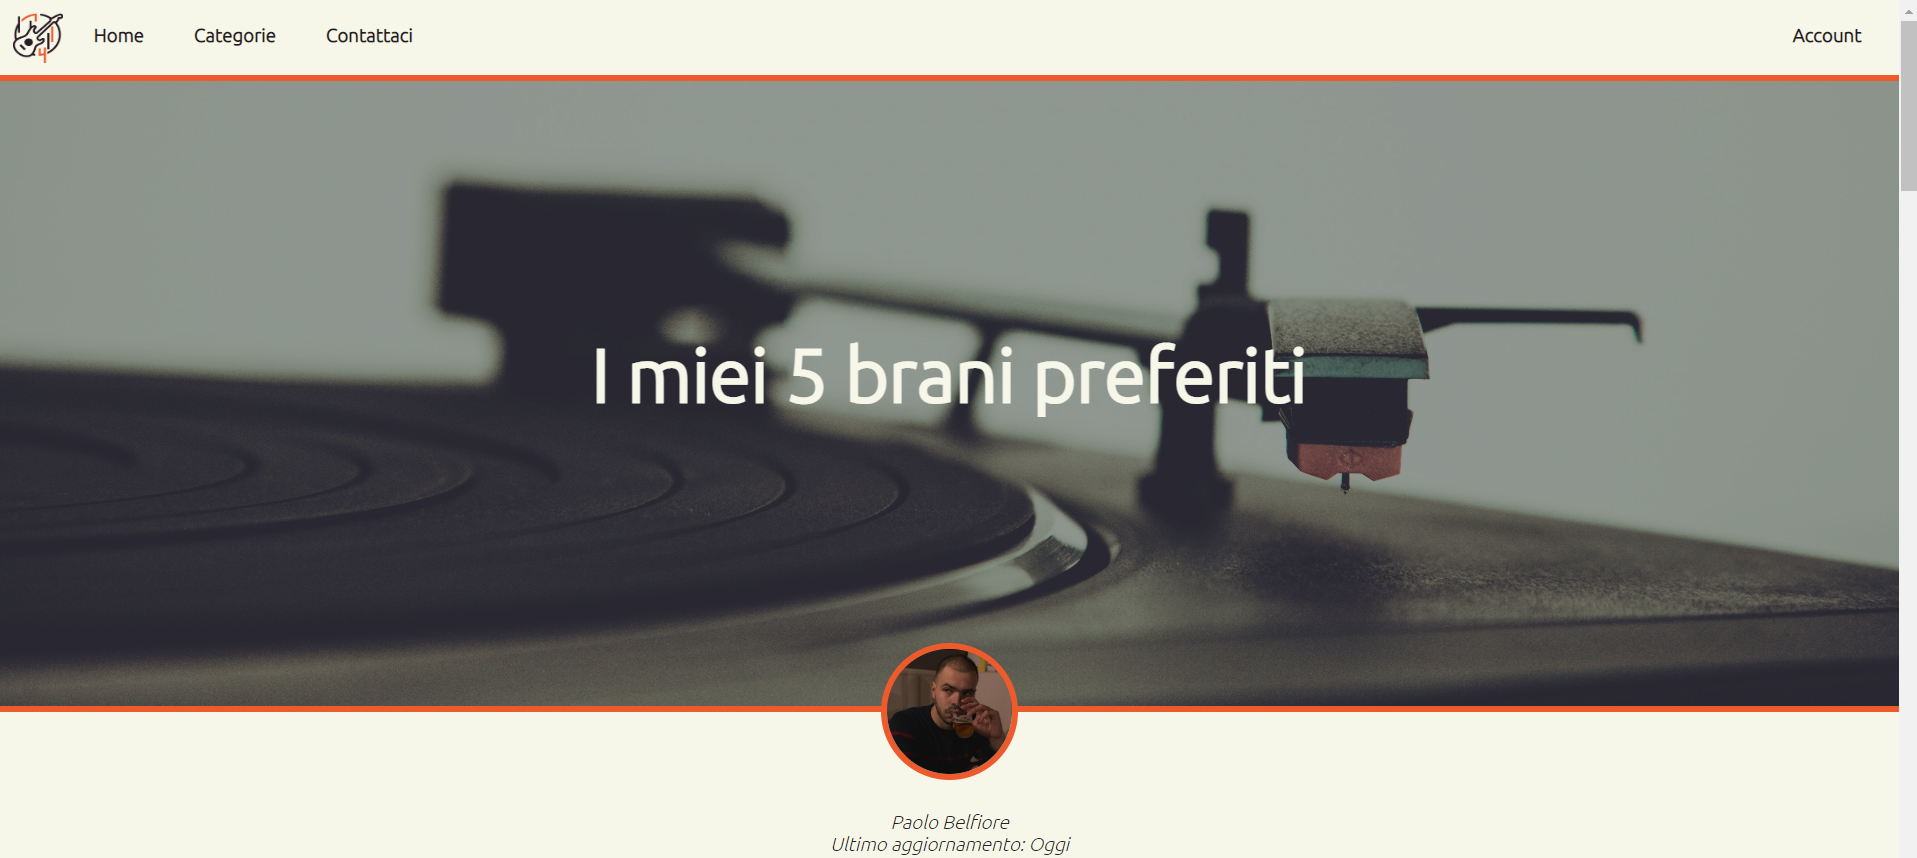 Home Categorie Contattaci Account
I miei 5 brani preferiti
Paolo Belfiore
Ultimo aggiornamento: Oggi